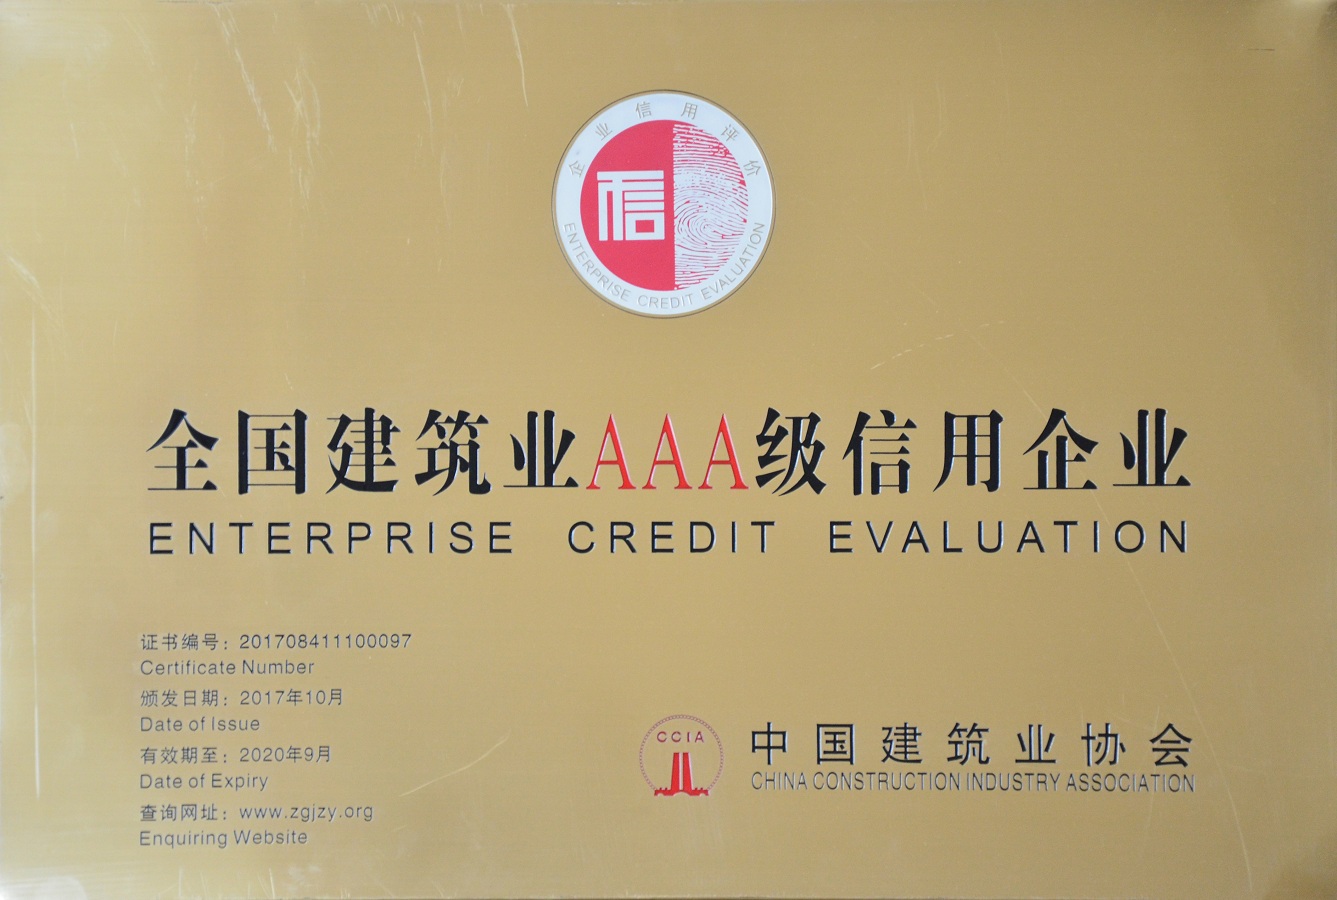 企业信用评价
信
ENTERPRISE CREDIT EVALUATION
全国建筑业AAA级信用企业
ENTERPRISE CREDIT EVALUATION
证书编号：201708411100097
Certificate Number
颁发日期：2017年10月
Date of Issue
有效期至：2020年9月
Date of Expiry
查询网址：www.zgjzy.org
Enquiring Website
CCIA
中国建筑业协会
CHINA CONSTRUCTION INDUSTRY ASSOCIATION